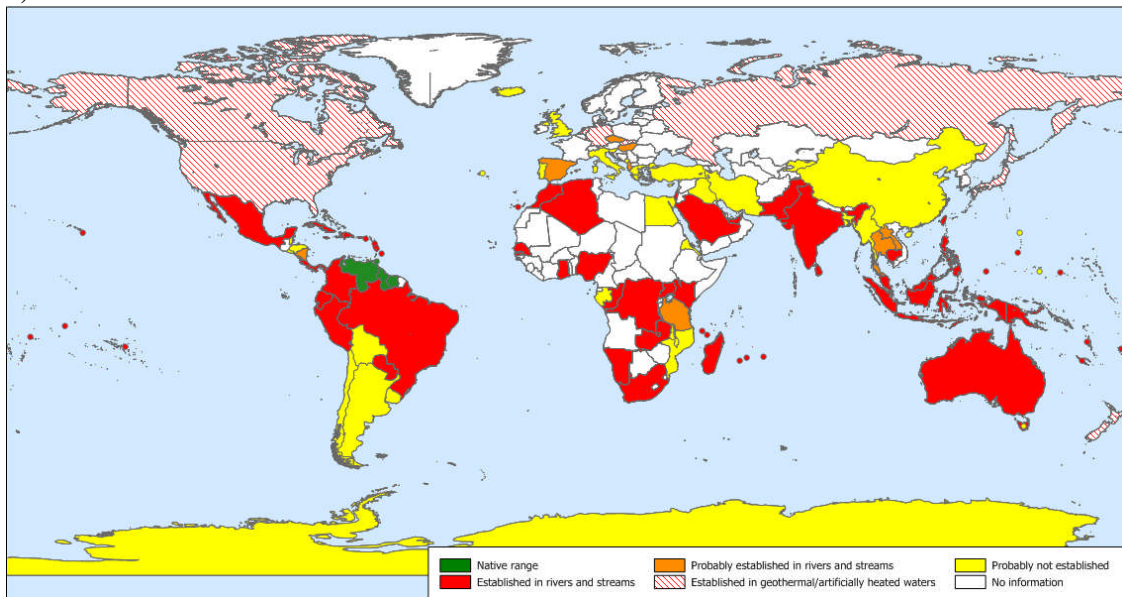 Native range
Probably established in rivers and streams
Probably not established
Established in rivers and streams
Established in geothermal/artificially heated waters
No information